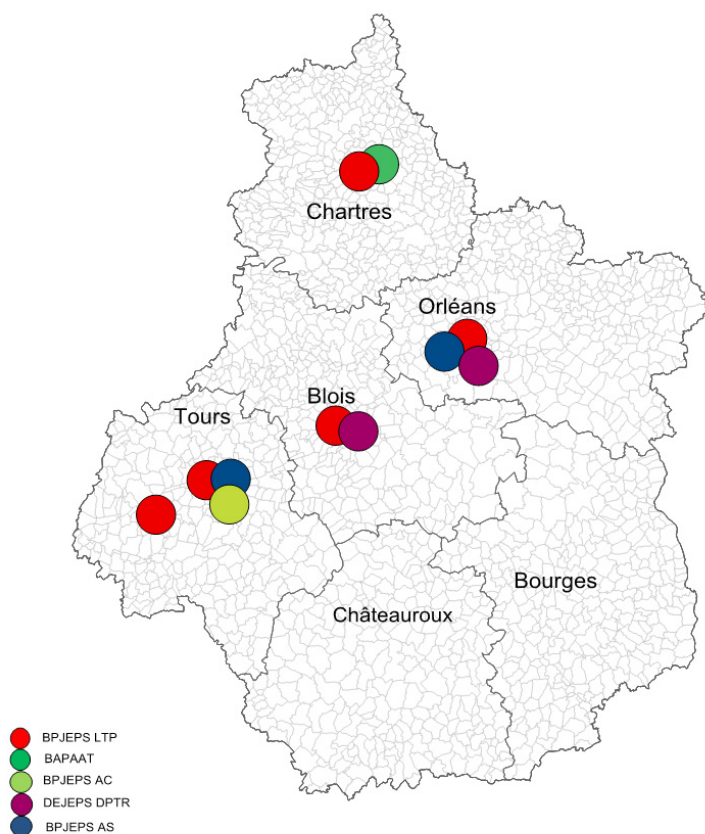 Chartres
Orléans
Blois
Tours
Bourges
Châteauroux
BPJEPS LTP
BAPAAT
BPJEPS AC
DEJEPS DPTR
BPJEPS AS